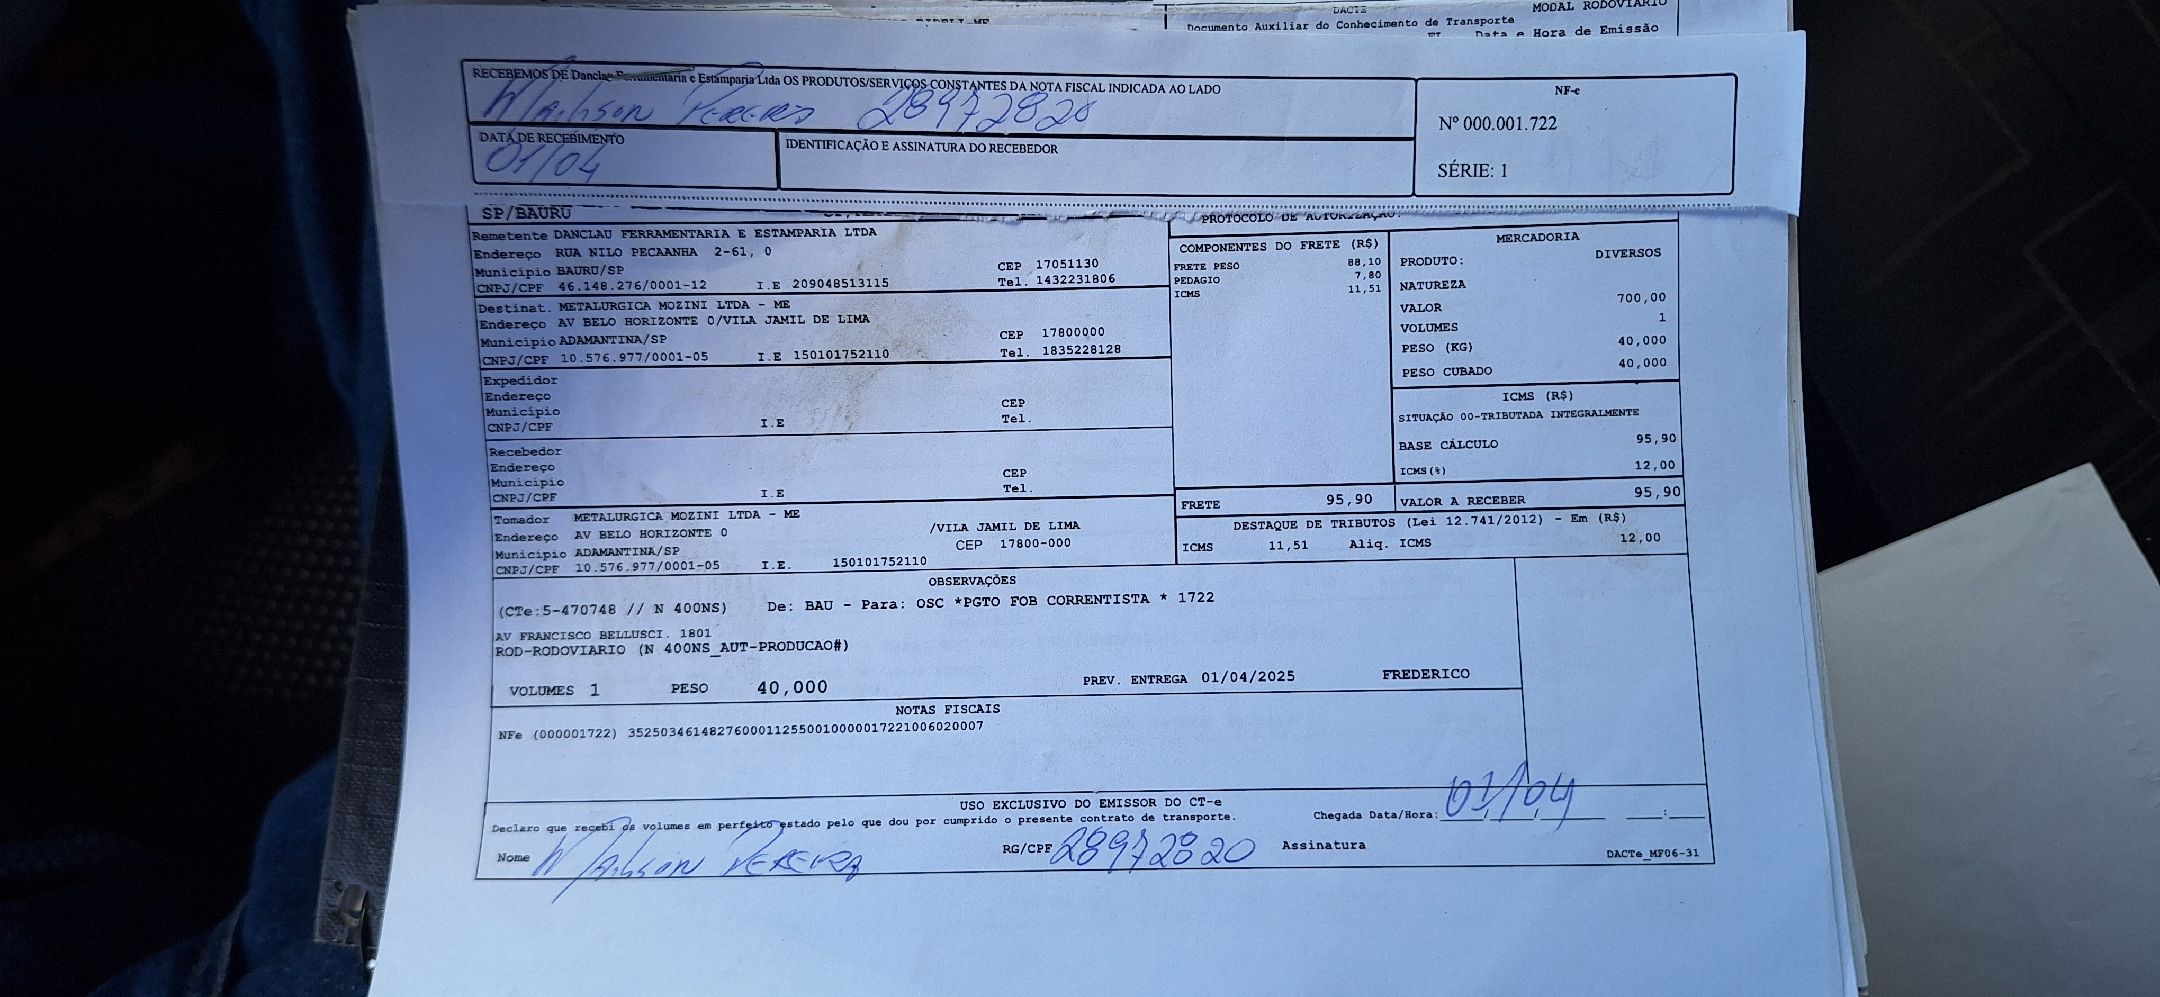 DACTE
MODAL RODOVIÁRIO
Documento Auxiliar do Conhecimento de Transporte
Data e Hora de Emissão
RECEBEMOS DE Danclau Ferramentaria e Estamparia Ltda OS PRODUTOS/SERVIÇOS CONSTANTES DA NOTA FISCAL INDICADA AO LADO
Pereira 28972820
DATA DE RECEBIMENTO
01/04
IDENTIFICAÇÃO E ASSINATURA DO RECEBEDOR
NF-e
Nº 000.001.722
SÉRIE: 1
SP/BAURU
PROTOCOLO DE AUTORIZAÇÃO:
Remetente DANCLAU FERRAMENTARIA E ESTAMPARIA LTDA
Endereço RUA NILO PECAANHA 2-61, 0
Município BAURU/SP CEP 17051130
CNPJ/CPF 46.148.276/0001-12 I.E 209048513115 Tel. 1432231806
Destinat. METALURGICA MOZINI LTDA - ME
Endereço AV BELO HORIZONTE 0/VILA JAMIL DE LIMA
Município ADAMANTINA/SP CEP 17800000
CNPJ/CPF 10.576.977/0001-05 I.E 150101752110 Tel. 1835228128
Expedidor
Endereço
Município CEP
CNPJ/CPF I.E Tel.
Recebedor
Endereço
Município CEP
CNPJ/CPF I.E Tel.
Tomador METALURGICA MOZINI LTDA - ME
Endereço AV BELO HORIZONTE 0 /VILA JAMIL DE LIMA
Município ADAMANTINA/SP CEP 17800-000
CNPJ/CPF 10.576.977/0001-05 I.E. 150101752110
COMPONENTES DO FRETE (R$)
FRETE PESO 88,10
PEDAGIO 7,80
ICMS 11,51
MERCADORIA
PRODUTO: DIVERSOS
NATUREZA
VALOR 700,00
VOLUMES 1
PESO (KG) 40,000
PESO CUBADO 40,000
ICMS (R$)
SITUAÇÃO 00-TRIBUTADA INTEGRALMENTE
BASE CÁLCULO 95,90
ICMS(%) 12,00
FRETE 95,90 VALOR A RECEBER 95,90
DESTAQUE DE TRIBUTOS (Lei 12.741/2012) - Em (R$)
ICMS 11,51 Aliq. ICMS 12,00
OBSERVAÇÕES
(CTe:5-470748 // N 400NS) De: BAU - Para: OSC *PGTO FOB CORRENTISTA * 1722
AV FRANCISCO BELLUSCI. 1801
ROD-RODOVIARIO (N 400NS_AUT-PRODUCAO#)
VOLUMES 1 PESO 40,000 PREV. ENTREGA 01/04/2025 FREDERICO
NOTAS FISCAIS
NFe (000001722) 35250346148276000112550010000017221006020007
USO EXCLUSIVO DO EMISSOR DO CT-e
Declaro que recebi os volumes em perfeito estado pelo que dou por cumprido o presente contrato de transporte.
Chegada Data/Hora: 01/04
Nome Pereira RG/CPF 28972820 Assinatura
DACTe_MF06-31